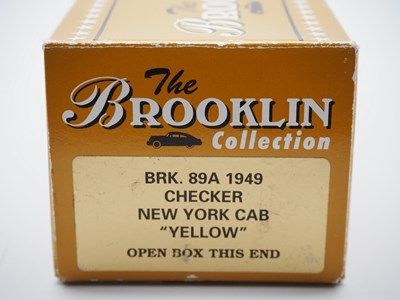 The
BROOKLIN
Collection
BRK. 89A 1949
CHECKER
NEW YORK CAB
“YELLOW”
OPEN BOX THIS END